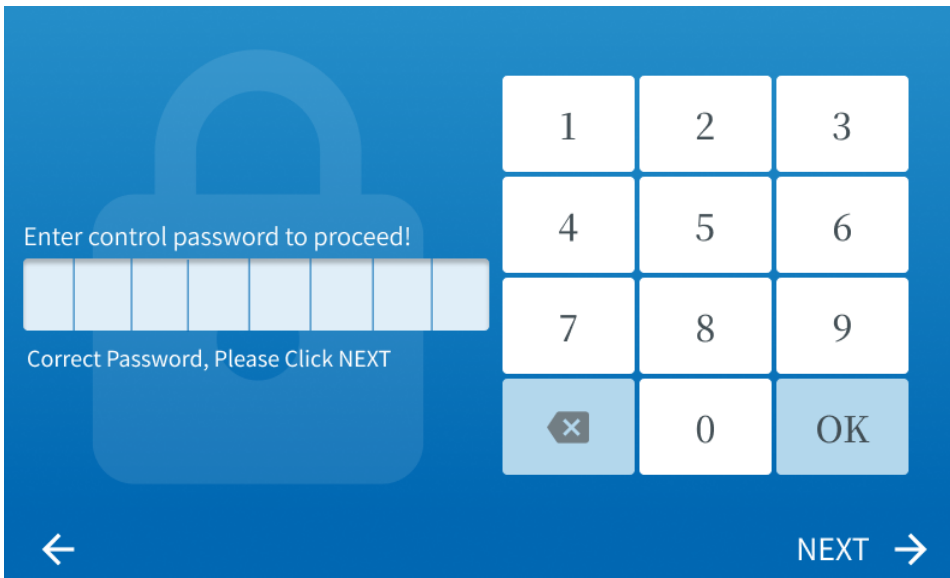 Enter control password to proceed!
Correct Password, Please Click NEXT
1 2 3
4 5 6
7 8 9
0 OK
NEXT